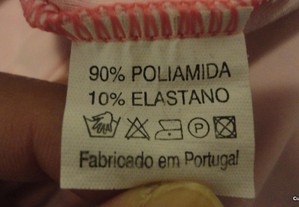 90% POLIAMIDA
10% ELASTANO
P
Fabricado em Portugal